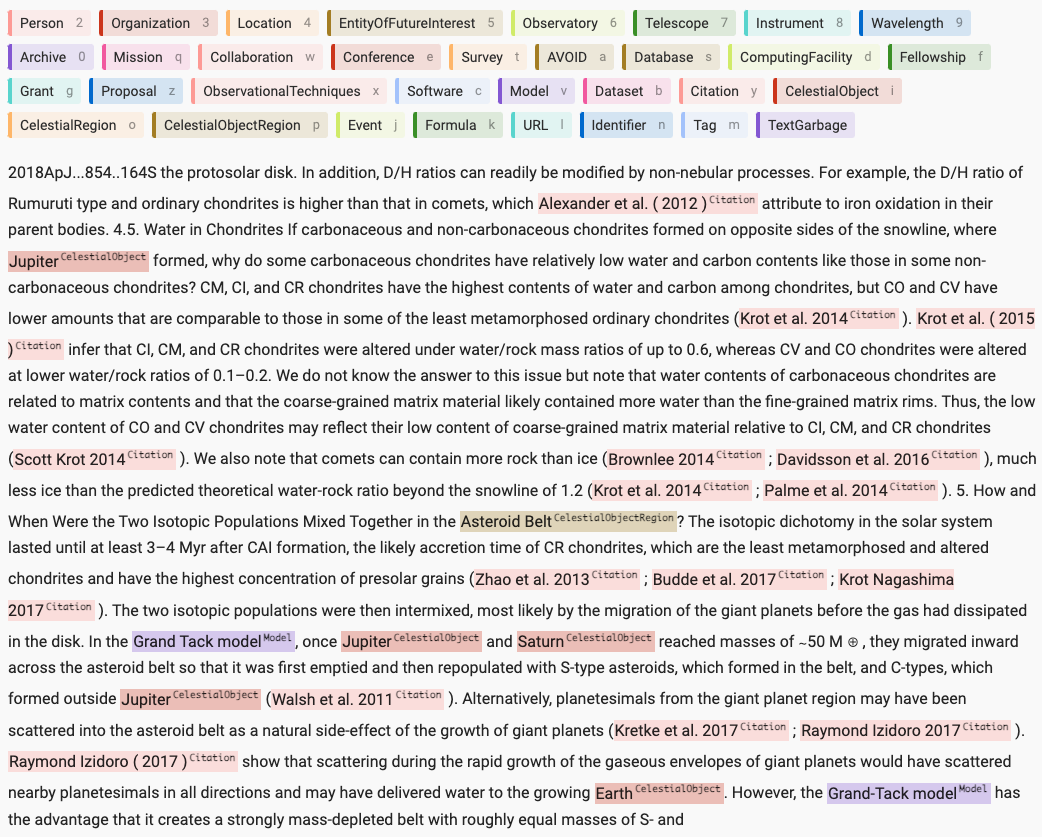 Person 2 Organization 3 Location 4 EntityOfFutureInterest 5 Observatory 6 Telescope 7 Instrument 8 Wavelength 9
Archive 0 Mission q Collaboration w Conference e Survey t AVOID a Database s ComputingFacility d Fellowship f
Grant g Proposal z ObservationalTechniques x Software c Model v Dataset b Citation y CelestialObject i
CelestialRegion o CelestialObjectRegion p Event j Formula k URL l Identifier n Tag m TextGarbage
2018ApJ...854..164S the protosolar disk. In addition, D/H ratios can readily be modified by non-nebular processes. For example, the D/H ratio of
Rumuruti type and ordinary chondrites is higher than that in comets, which Alexander et al. ( 2012 ) Citation attribute to iron oxidation in their
parent bodies. 4.5. Water in Chondrites If carbonaceous and non-carbonaceous chondrites formed on opposite sides of the snowline, where
Jupiter CelestialObject formed, why do some carbonaceous chondrites have relatively low water and carbon contents like those in some non-
carbonaceous chondrites? CM, CI, and CR chondrites have the highest contents of water and carbon among chondrites, but CO and CV have
lower amounts that are comparable to those in some of the least metamorphosed ordinary chondrites (Krot et al. 2014 Citation ). Krot et al. ( 2015
) Citation infer that CI, CM, and CR chondrites were altered under water/rock mass ratios of up to 0.6, whereas CV and CO chondrites were altered
at lower water/rock ratios of 0.1–0.2. We do not know the answer to this issue but note that water contents of carbonaceous chondrites are
related to matrix contents and that the coarse-grained matrix material likely contained more water than the fine-grained matrix rims. Thus, the low
water content of CO and CV chondrites may reflect their low content of coarse-grained matrix material relative to CI, CM, and CR chondrites
(Scott Krot 2014 Citation ). We also note that comets can contain more rock than ice (Brownlee 2014 Citation ; Davidsson et al. 2016 Citation ), much
less ice than the predicted theoretical water-rock ratio beyond the snowline of 1.2 (Krot et al. 2014 Citation ; Palme et al. 2014 Citation ). 5. How and
When Were the Two Isotopic Populations Mixed Together in the Asteroid Belt CelestialObjectRegion ? The isotopic dichotomy in the solar system
lasted until at least 3–4 Myr after CAI formation, the likely accretion time of CR chondrites, which are the least metamorphosed and altered
chondrites and have the highest concentration of presolar grains (Zhao et al. 2013 Citation ; Budde et al. 2017 Citation ; Krot Nagashima
2017 Citation ). The two isotopic populations were then intermixed, most likely by the migration of the giant planets before the gas had dissipated
in the disk. In the Grand Tack model Model , once Jupiter CelestialObject and Saturn CelestialObject reached masses of ~50 M ⊕ , they migrated inward
across the asteroid belt so that it was first emptied and then repopulated with S-type asteroids, which formed in the belt, and C-types, which
formed outside Jupiter CelestialObject (Walsh et al. 2011 Citation ). Alternatively, planetesimals from the giant planet region may have been
scattered into the asteroid belt as a natural side-effect of the growth of giant planets (Kretke et al. 2017 Citation ; Raymond Izidoro 2017 Citation ).
Raymond Izidoro ( 2017 ) Citation show that scattering during the rapid growth of the gaseous envelopes of giant planets would have scattered
nearby planetesimals in all directions and may have delivered water to the growing Earth CelestialObject . However, the Grand-Tack model Model has
the advantage that it creates a strongly mass-depleted belt with roughly equal masses of S- and